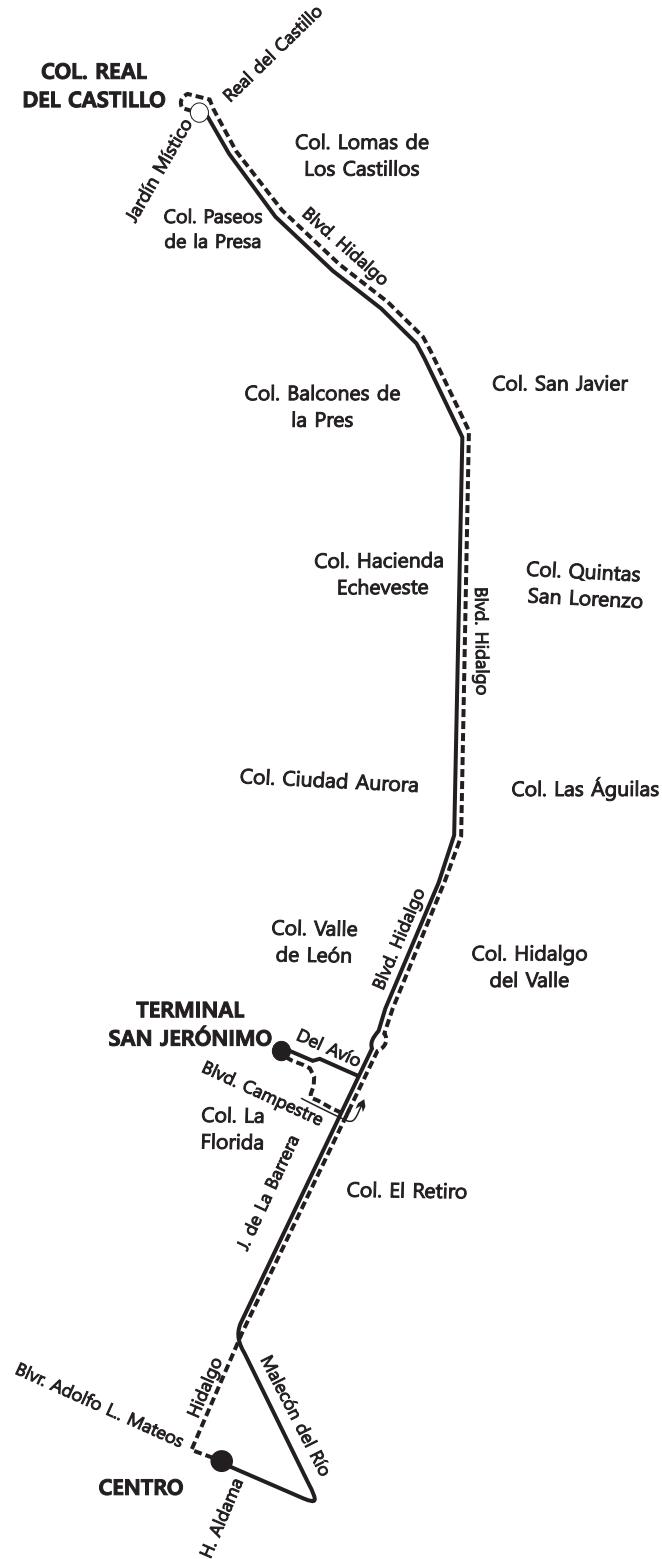 Real del Castillo
COL. REAL
DEL CASTILLO
Jardín Místico
Col. Lomas de
Los Castillos
Col. Paseos
de la Presa
Blvd. Hidalgo
Col. San Javier
Col. Balcones de
la Pres
Col. Hacienda
Echeveste
Col. Quintas
San Lorenzo
Blvd. Hidalgo
Col. Ciudad Aurora
Col. Las Águilas
Blvd. Hidalgo
Col. Valle
de León
Col. Hidalgo
del Valle
TERMINAL
SAN JERÓNIMO
Del Avío
Blvd. Campestre
Col. La
Florida
J. de La Barrera
Col. El Retiro
Hidalgo
Malecón del Río
Blvr. Adolfo L. Mateos
CENTRO
H. Aldama